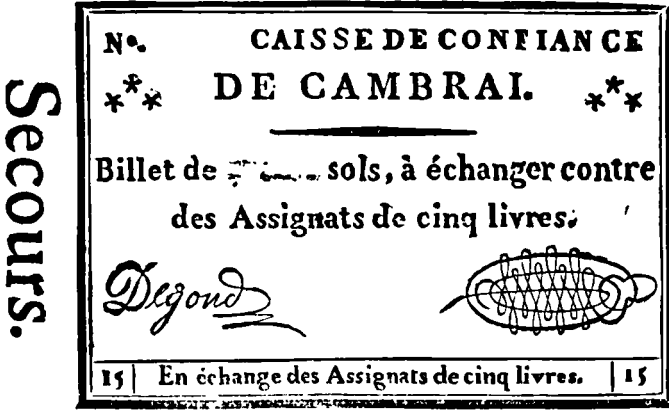 Secours.
Nº. CAISSE DE CONFIANCE
DE CAMBRAI.
Billet de sols, à échanger contre
des Assignats de cinq livres.
Degond
15 En échange des Assignats de cinq livres. 15